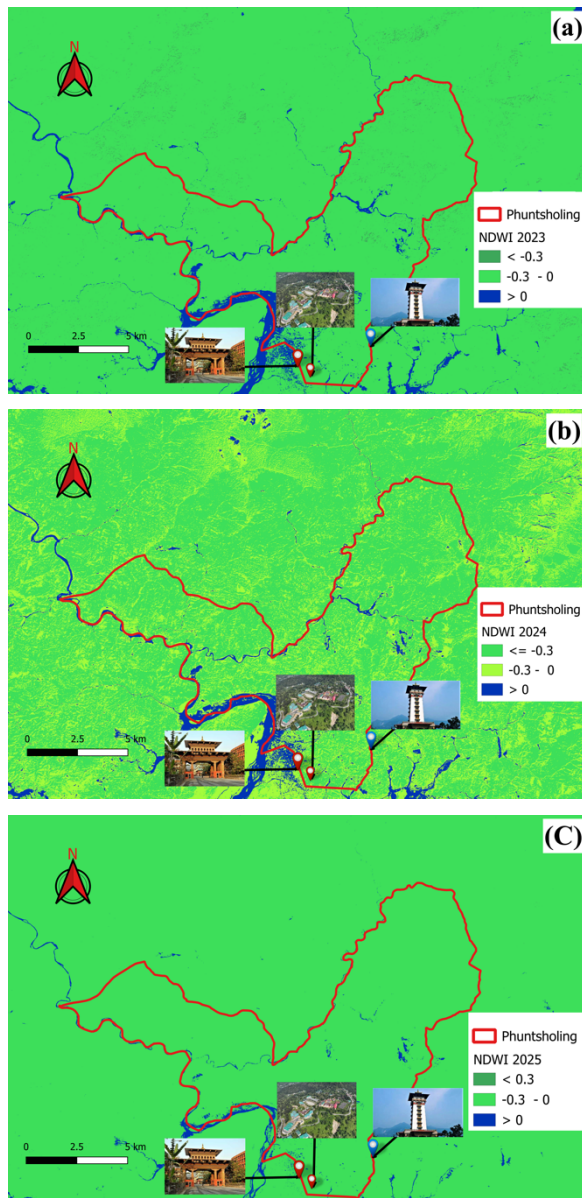 (a)
N
Phuntsholing
NDWI 2023
< -0.3
-0.3 - 0
> 0
0 2.5 5 km
(b)
N
Phuntsholing
NDWI 2024
<= -0.3
-0.3 - 0
> 0
0 2.5 5 km
(C)
N
Phuntsholing
NDWI 2025
< 0.3
-0.3 - 0
> 0
0 2.5 5 km